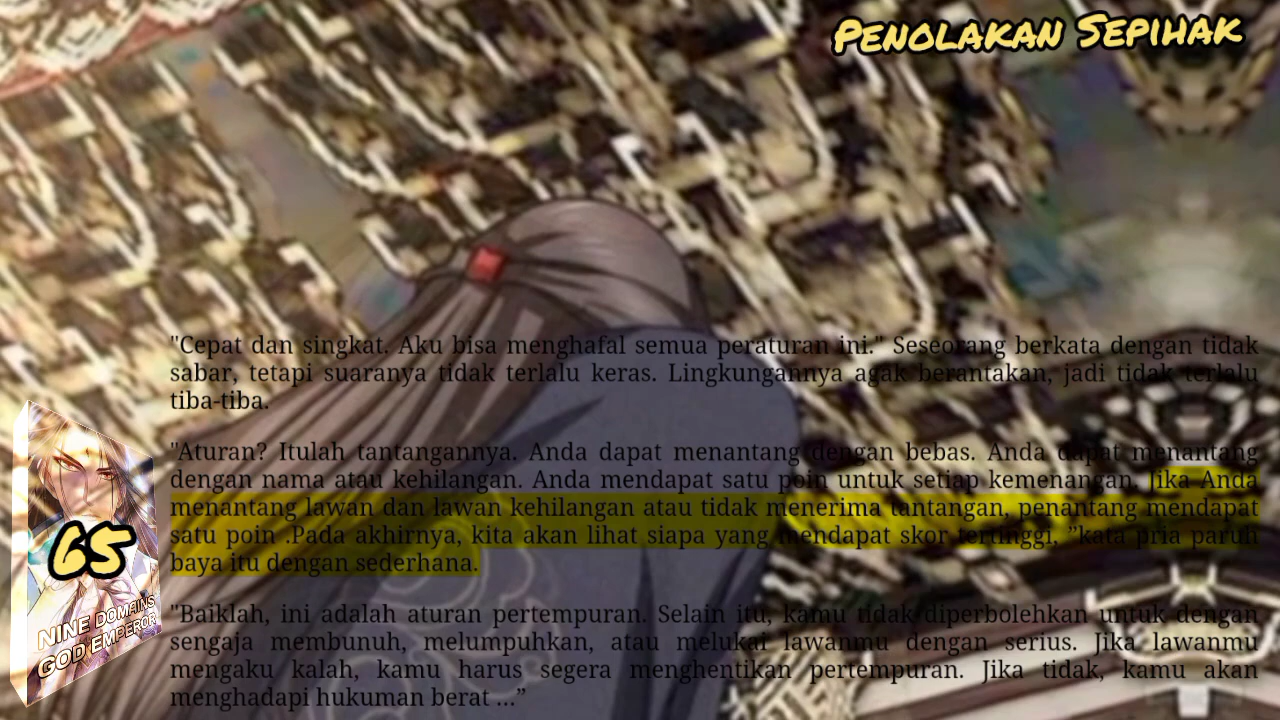 Penolakan Sepihak
"Cepat dan singkat. Aku bisa menghafal semua peraturan ini." Seseorang berkata dengan tidak
sabar, tetapi suaranya tidak terlalu keras. Lingkungannya agak berantakan, jadi tidak terlalu
tiba-tiba.
"Aturan? Itulah tantangannya. Anda dapat menantang dengan bebas. Anda dapat menantang
dengan nama atau kehilangan. Anda mendapat satu poin untuk setiap kemenangan. Jika Anda
menantang lawan dan lawan kehilangan atau tidak menerima tantangan, penantang mendapat
satu poin .Pada akhirnya, kita akan lihat siapa yang mendapat skor tertinggi, ”kata pria paruh
baya itu dengan sederhana.
"Baiklah, ini adalah aturan pertempuran. Selain itu, kamu tidak diperbolehkan untuk dengan
sengaja membunuh, melumpuhkan, atau melukai lawanmu dengan serius. Jika lawanmu
mengaku kalah, kamu harus segera menghentikan pertempuran. Jika tidak, kamu akan
menghadapi hukuman berat ...”
65
NINE DOMAINS
GOD EMPEROR